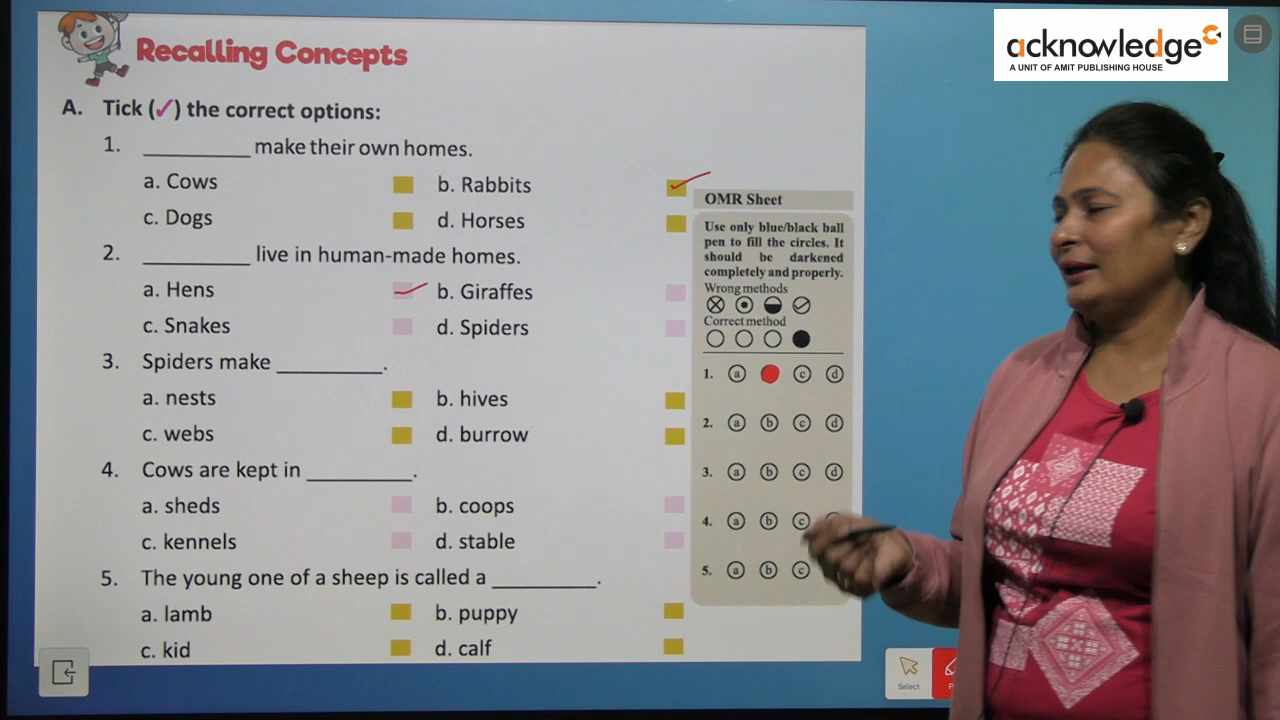 acknowledge
A UNIT OF AMIT PUBLISHING HOUSE
Recalling Concepts
A. Tick (✓) the correct options:
1. __________ make their own homes.
a. Cows b. Rabbits
c. Dogs d. Horses
2. __________ live in human-made homes.
a. Hens b. Giraffes
c. Snakes d. Spiders
3. Spiders make __________.
a. nests b. hives
c. webs d. burrow
4. Cows are kept in __________.
a. sheds b. coops
c. kennels d. stable
5. The young one of a sheep is called a __________.
a. lamb b. puppy
c. kid d. calf
OMR Sheet
Use only blue/black ball
pen to fill the circles. It
should be darkened
completely and properly.
Wrong methods
Correct method
1. a c d
2. a b c d
3. a b c d
4. a b c
5. a b c
Select